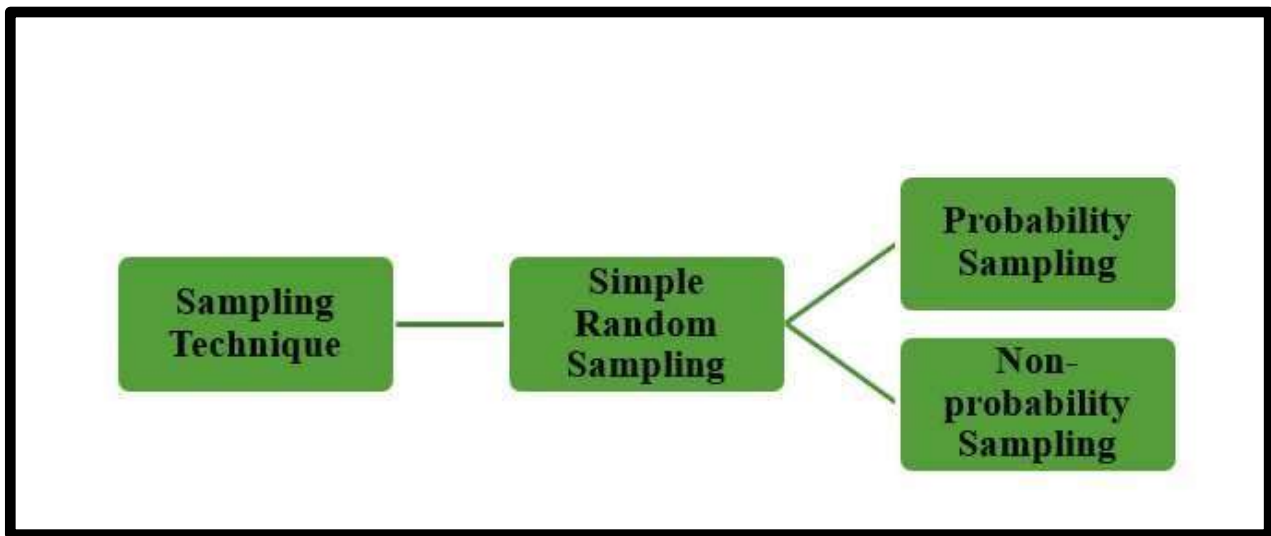 Sampling
Technique
Simple
Random
Sampling
Probability
Sampling
Non-
probability
Sampling